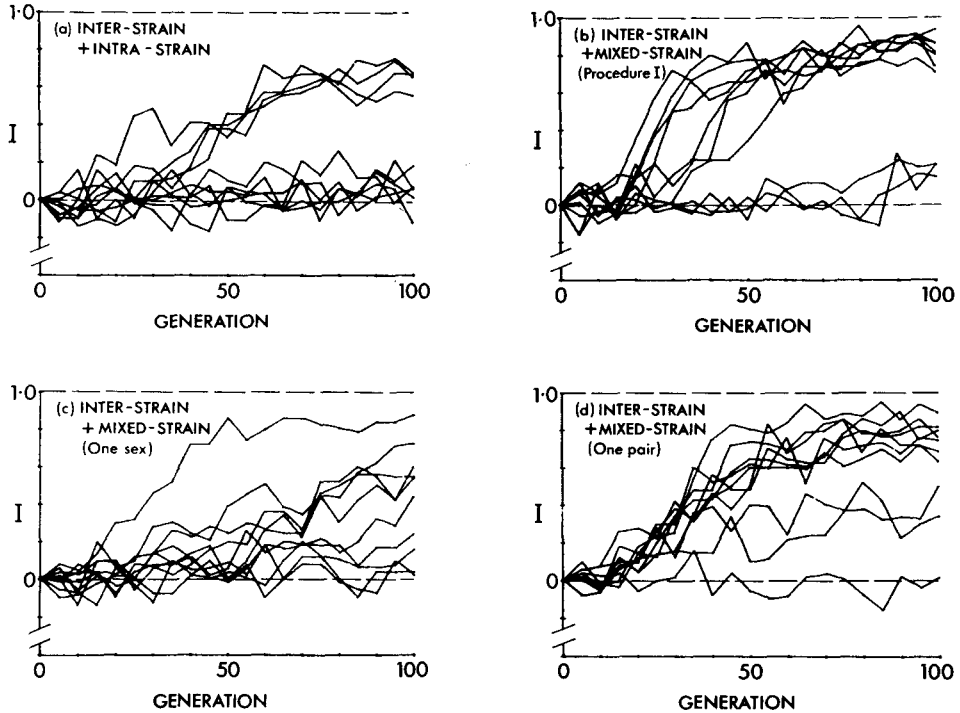 1·0
(a) INTER-STRAIN
+ INTRA - STRAIN
I
0
0
50
100
GENERATION
1·0
(b) INTER-STRAIN
+MIXED-STRAIN
(Procedure I)
I
0
0
50
100
GENERATION
1·0
(c) INTER-STRAIN
+ MIXED-STRAIN
(One sex)
I
0
0
50
100
GENERATION
1·0
(d) INTER-STRAIN
+ MIXED-STRAIN
(One pair)
I
0
0
50
100
GENERATION